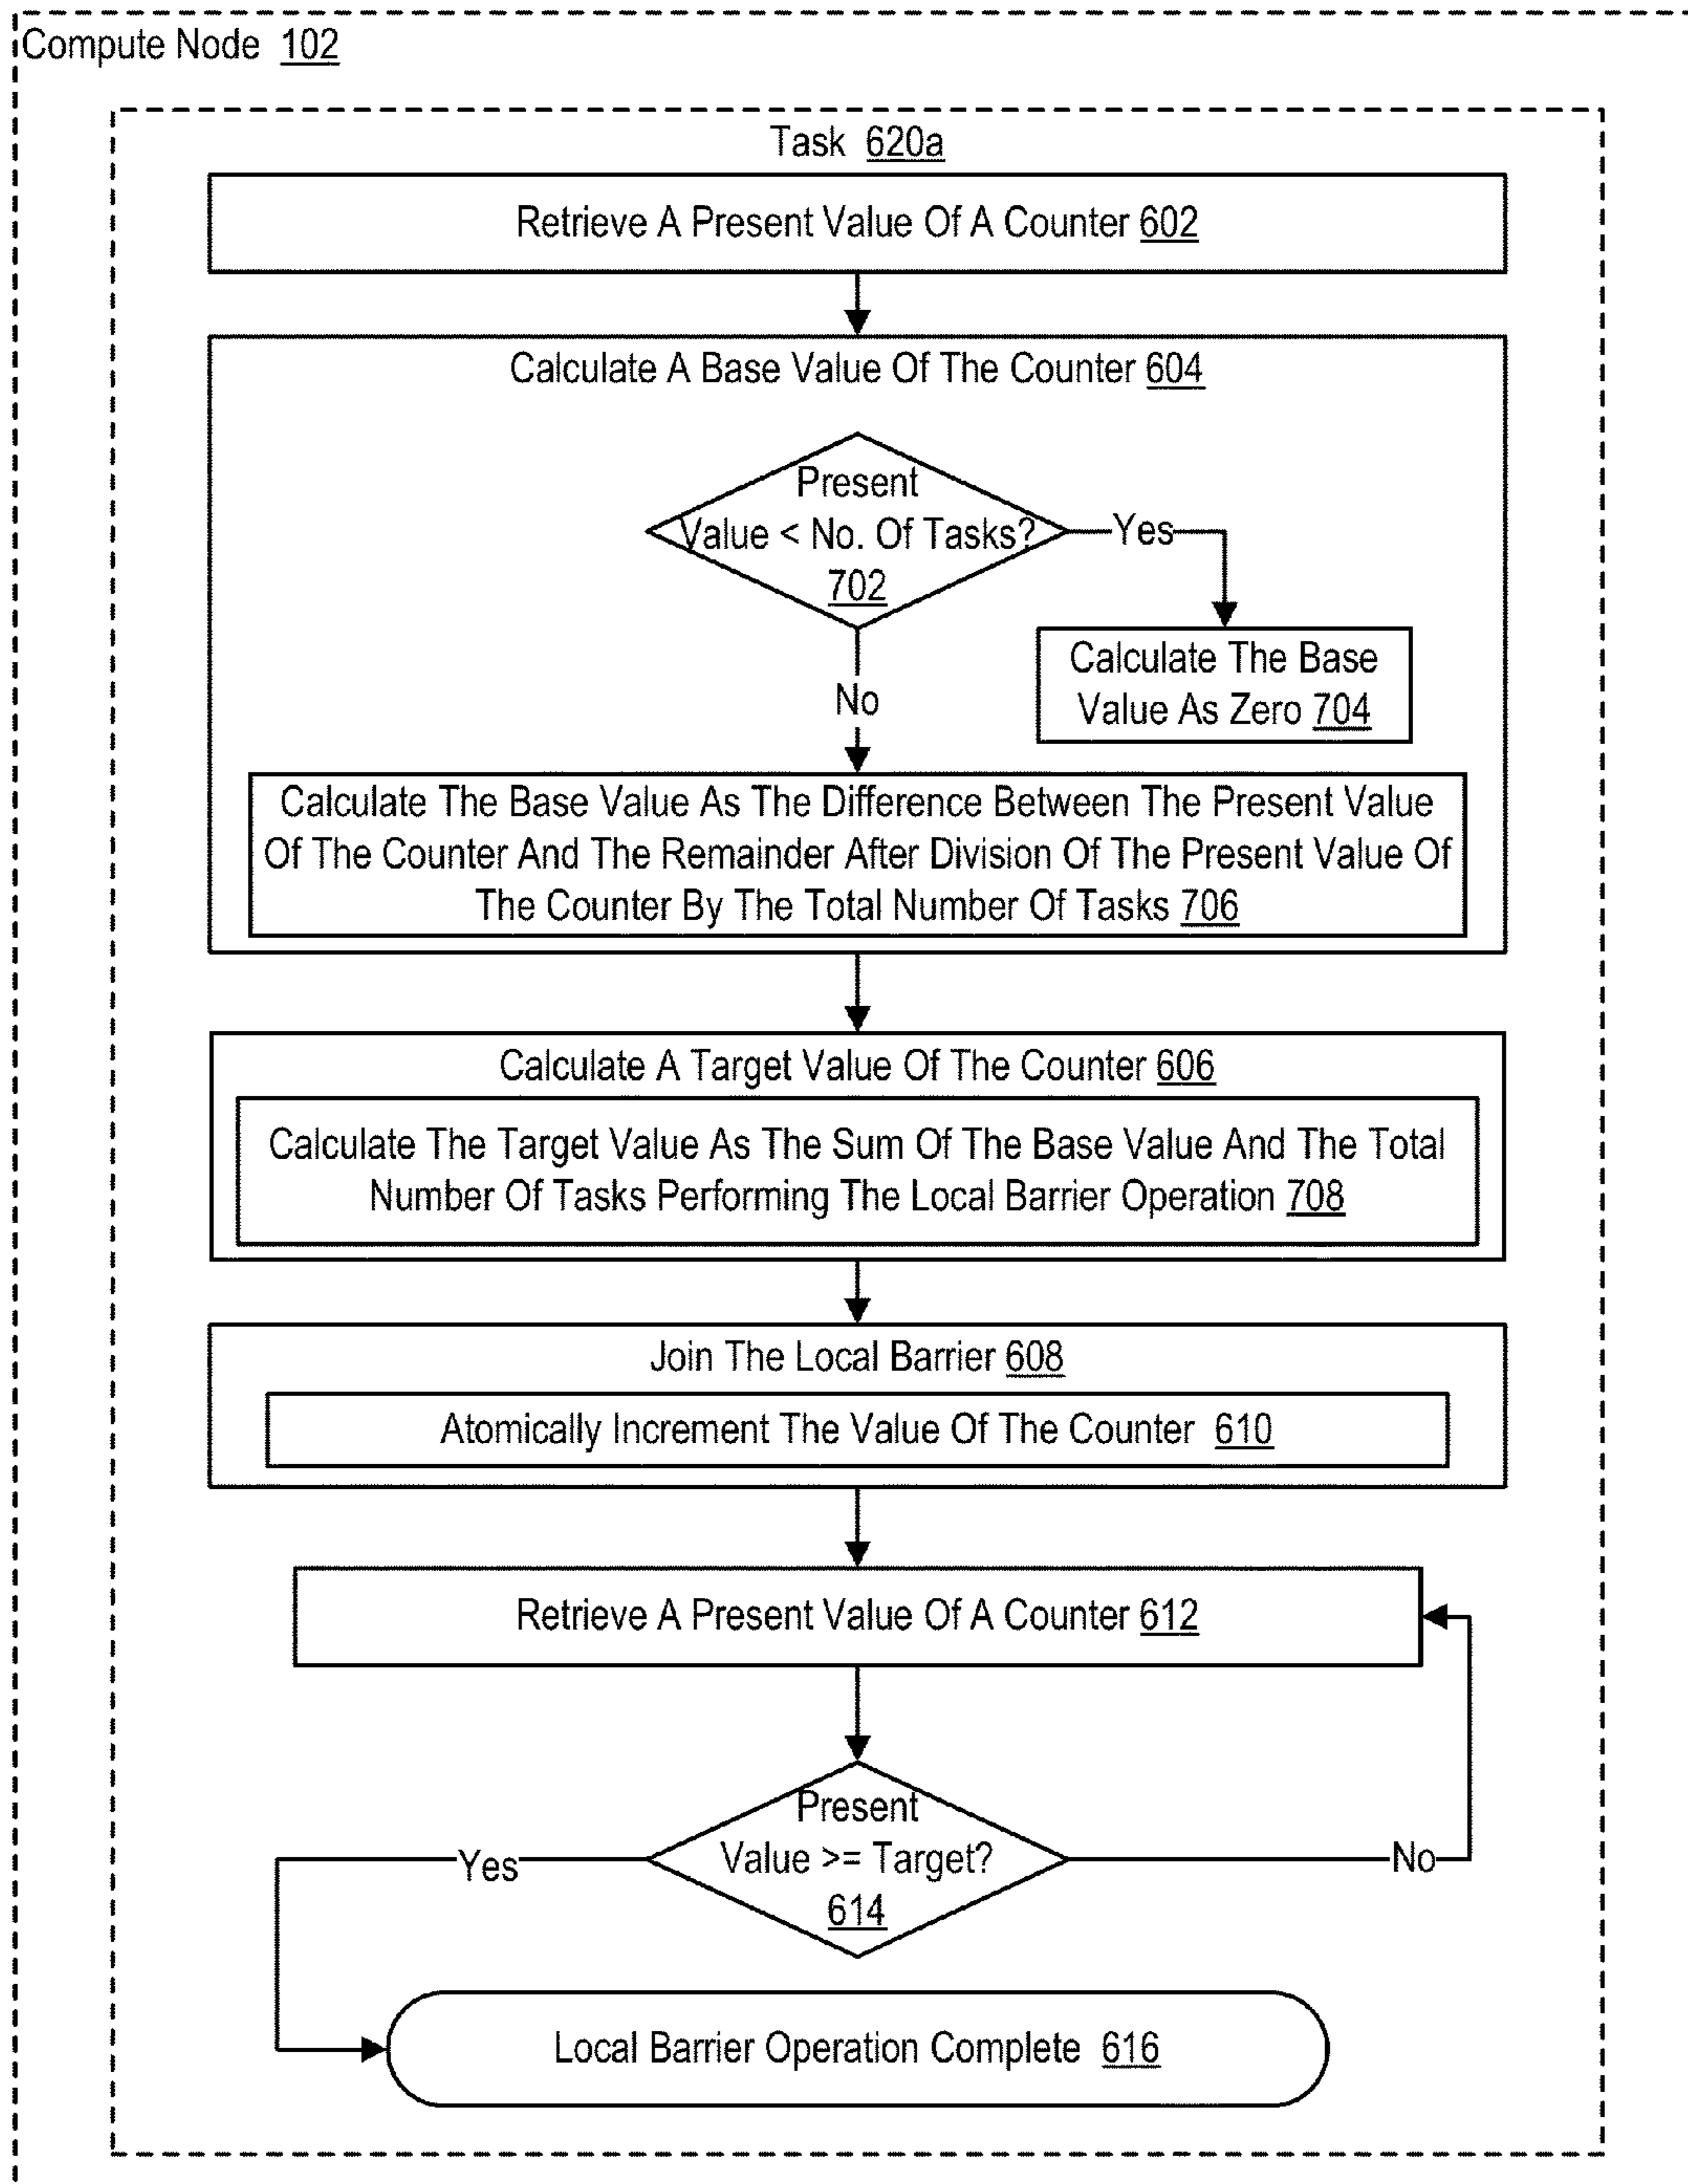 Compute Node 102
Task 620a
Retrieve A Present Value Of A Counter 602
Calculate A Base Value Of The Counter 604
Present
Value < No. Of Tasks?
702
Yes
No
Calculate The Base
Value As Zero 704
Calculate The Base Value As The Difference Between The Present Value
Of The Counter And The Remainder After Division Of The Present Value Of
The Counter By The Total Number Of Tasks 706
Calculate A Target Value Of The Counter 606
Calculate The Target Value As The Sum Of The Base Value And The Total
Number Of Tasks Performing The Local Barrier Operation 708
Join The Local Barrier 608
Atomically Increment The Value Of The Counter 610
Retrieve A Present Value Of A Counter 612
Present
Value >= Target?
614
Yes
No
Local Barrier Operation Complete 616